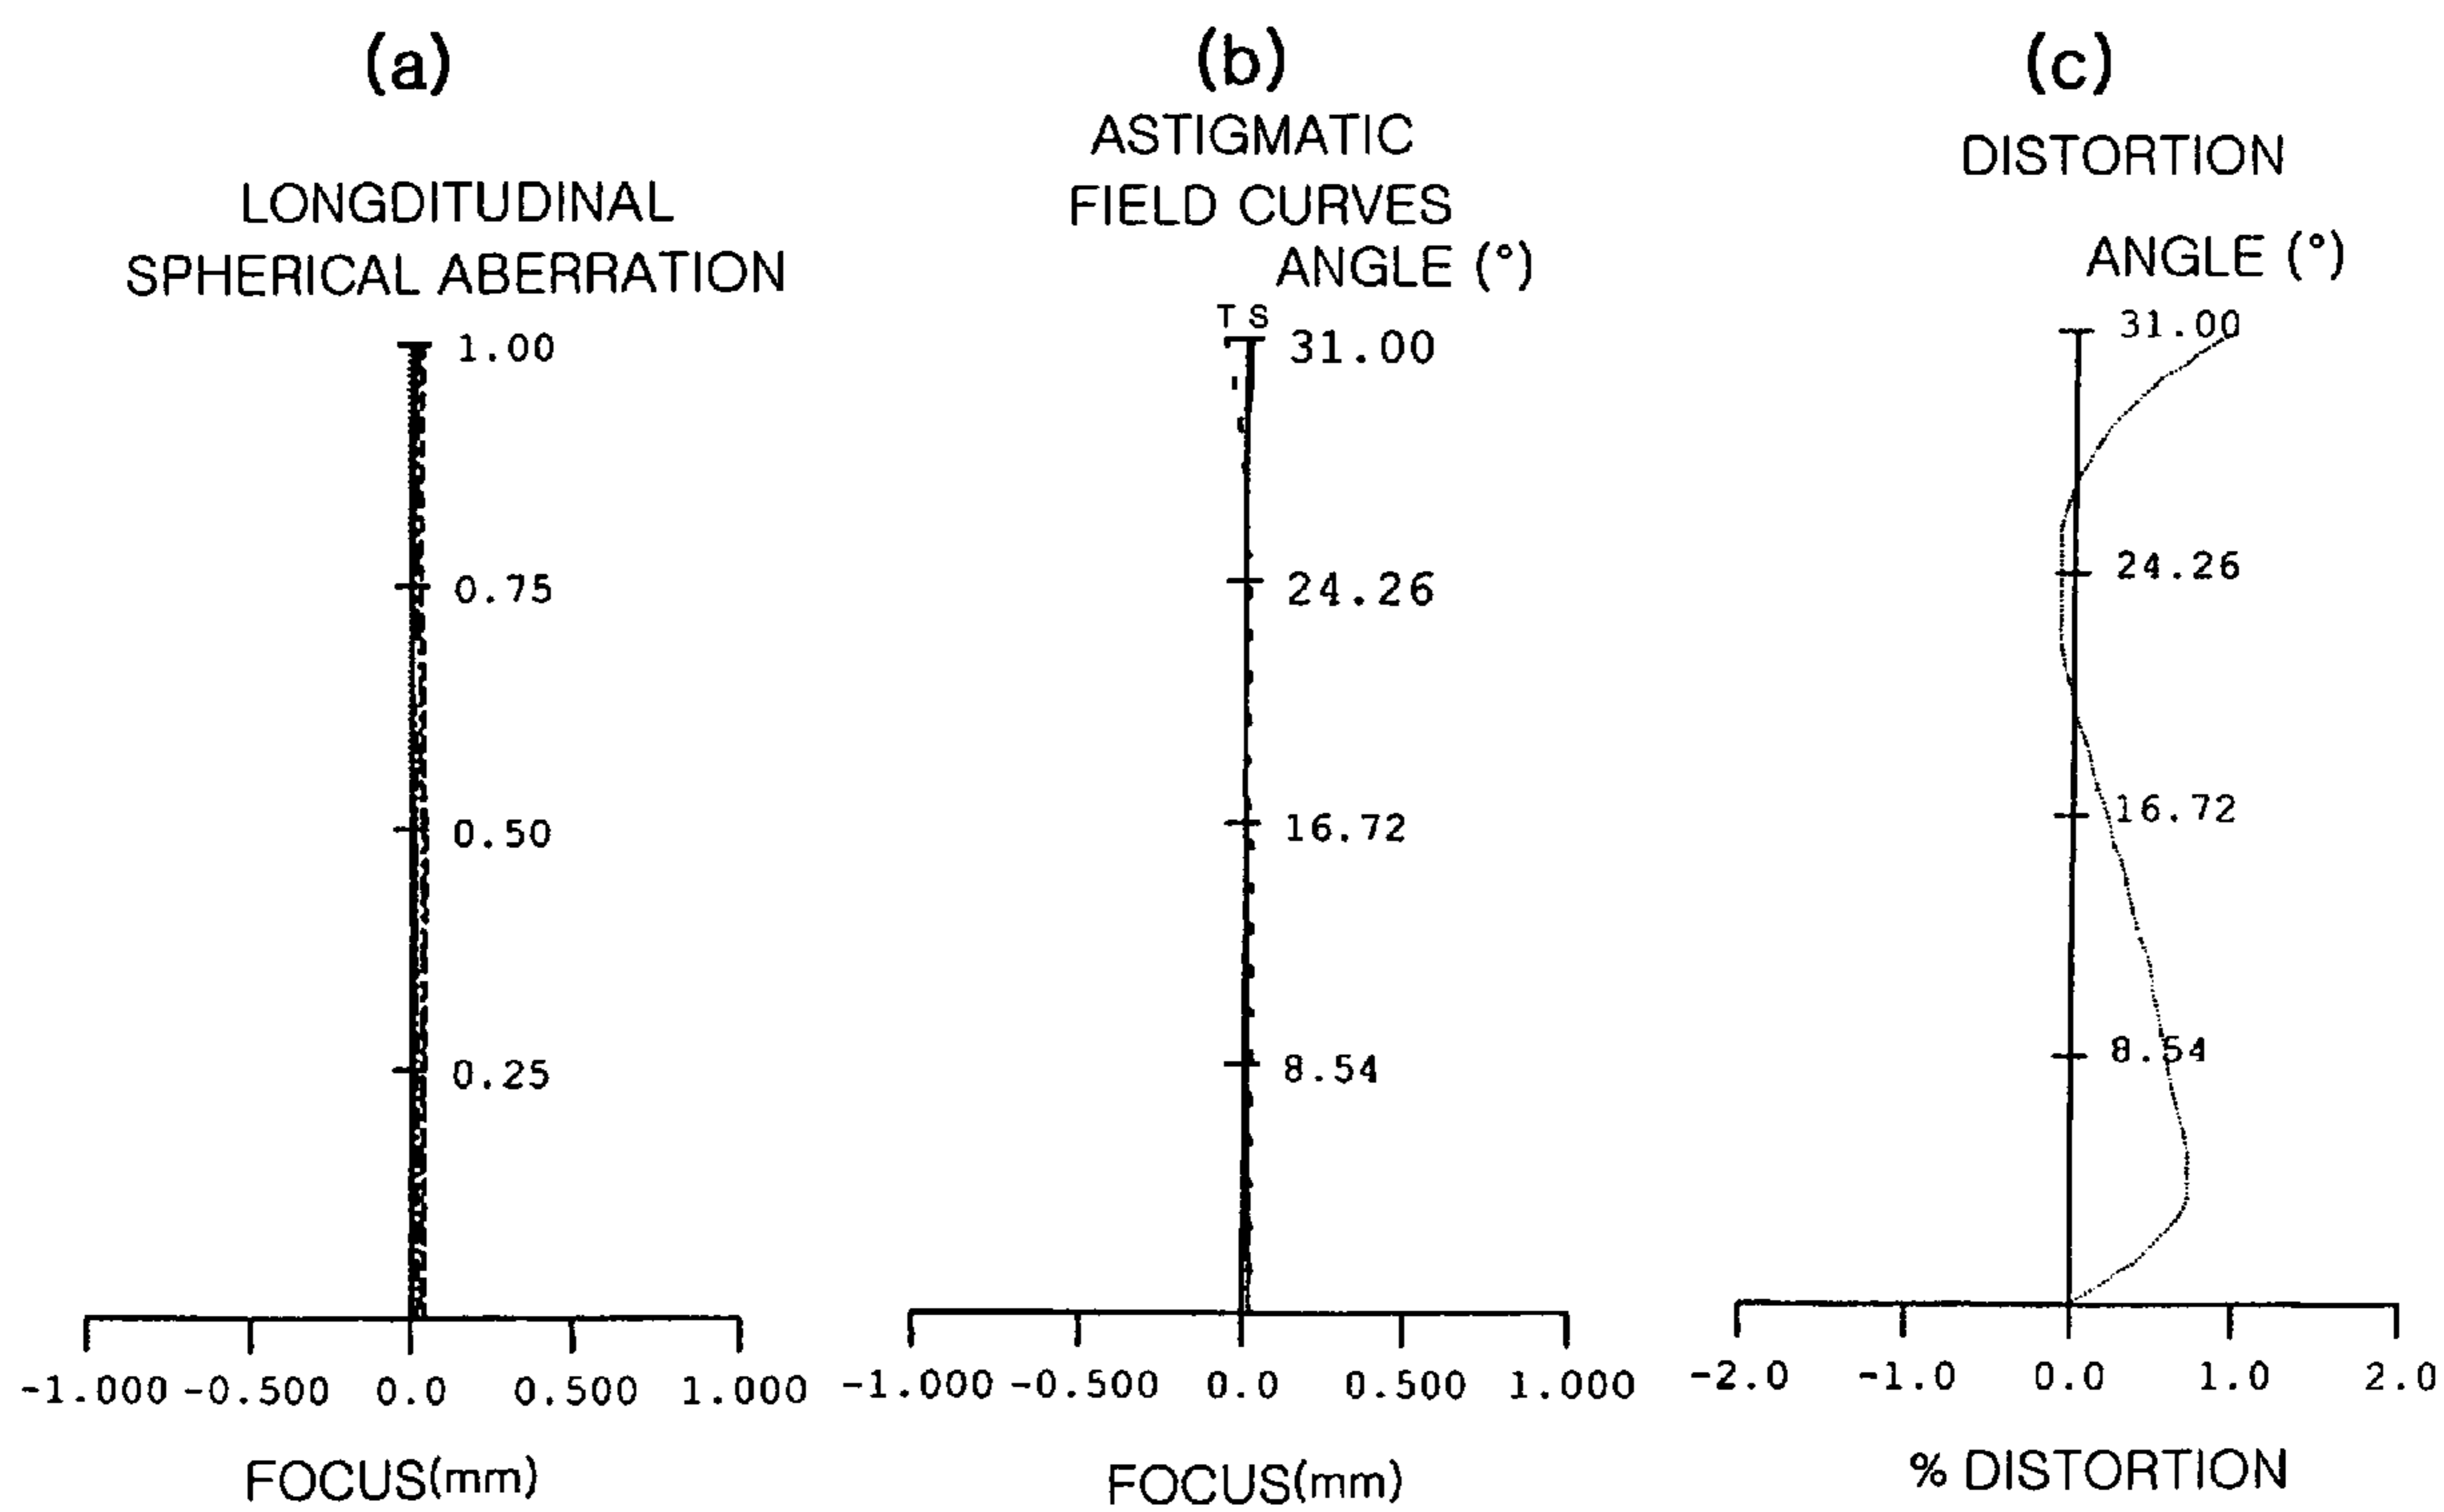 (a)
LONGDITUDINAL
SPHERICAL ABERRATION
1.00
0.75
0.50
0.25
-1.000 -0.500 0.0 0.500 1.000
FOCUS(mm)
(b)
ASTIGMATIC
FIELD CURVES
ANGLE (°)
T S
31.00
24.26
16.72
8.54
-1.000 -0.500 0.0 0.500 1.000
FOCUS(mm)
(c)
DISTORTION
ANGLE (°)
31.00
24.26
16.72
8.54
-2.0 -1.0 0.0 1.0 2.0
% DISTORTION